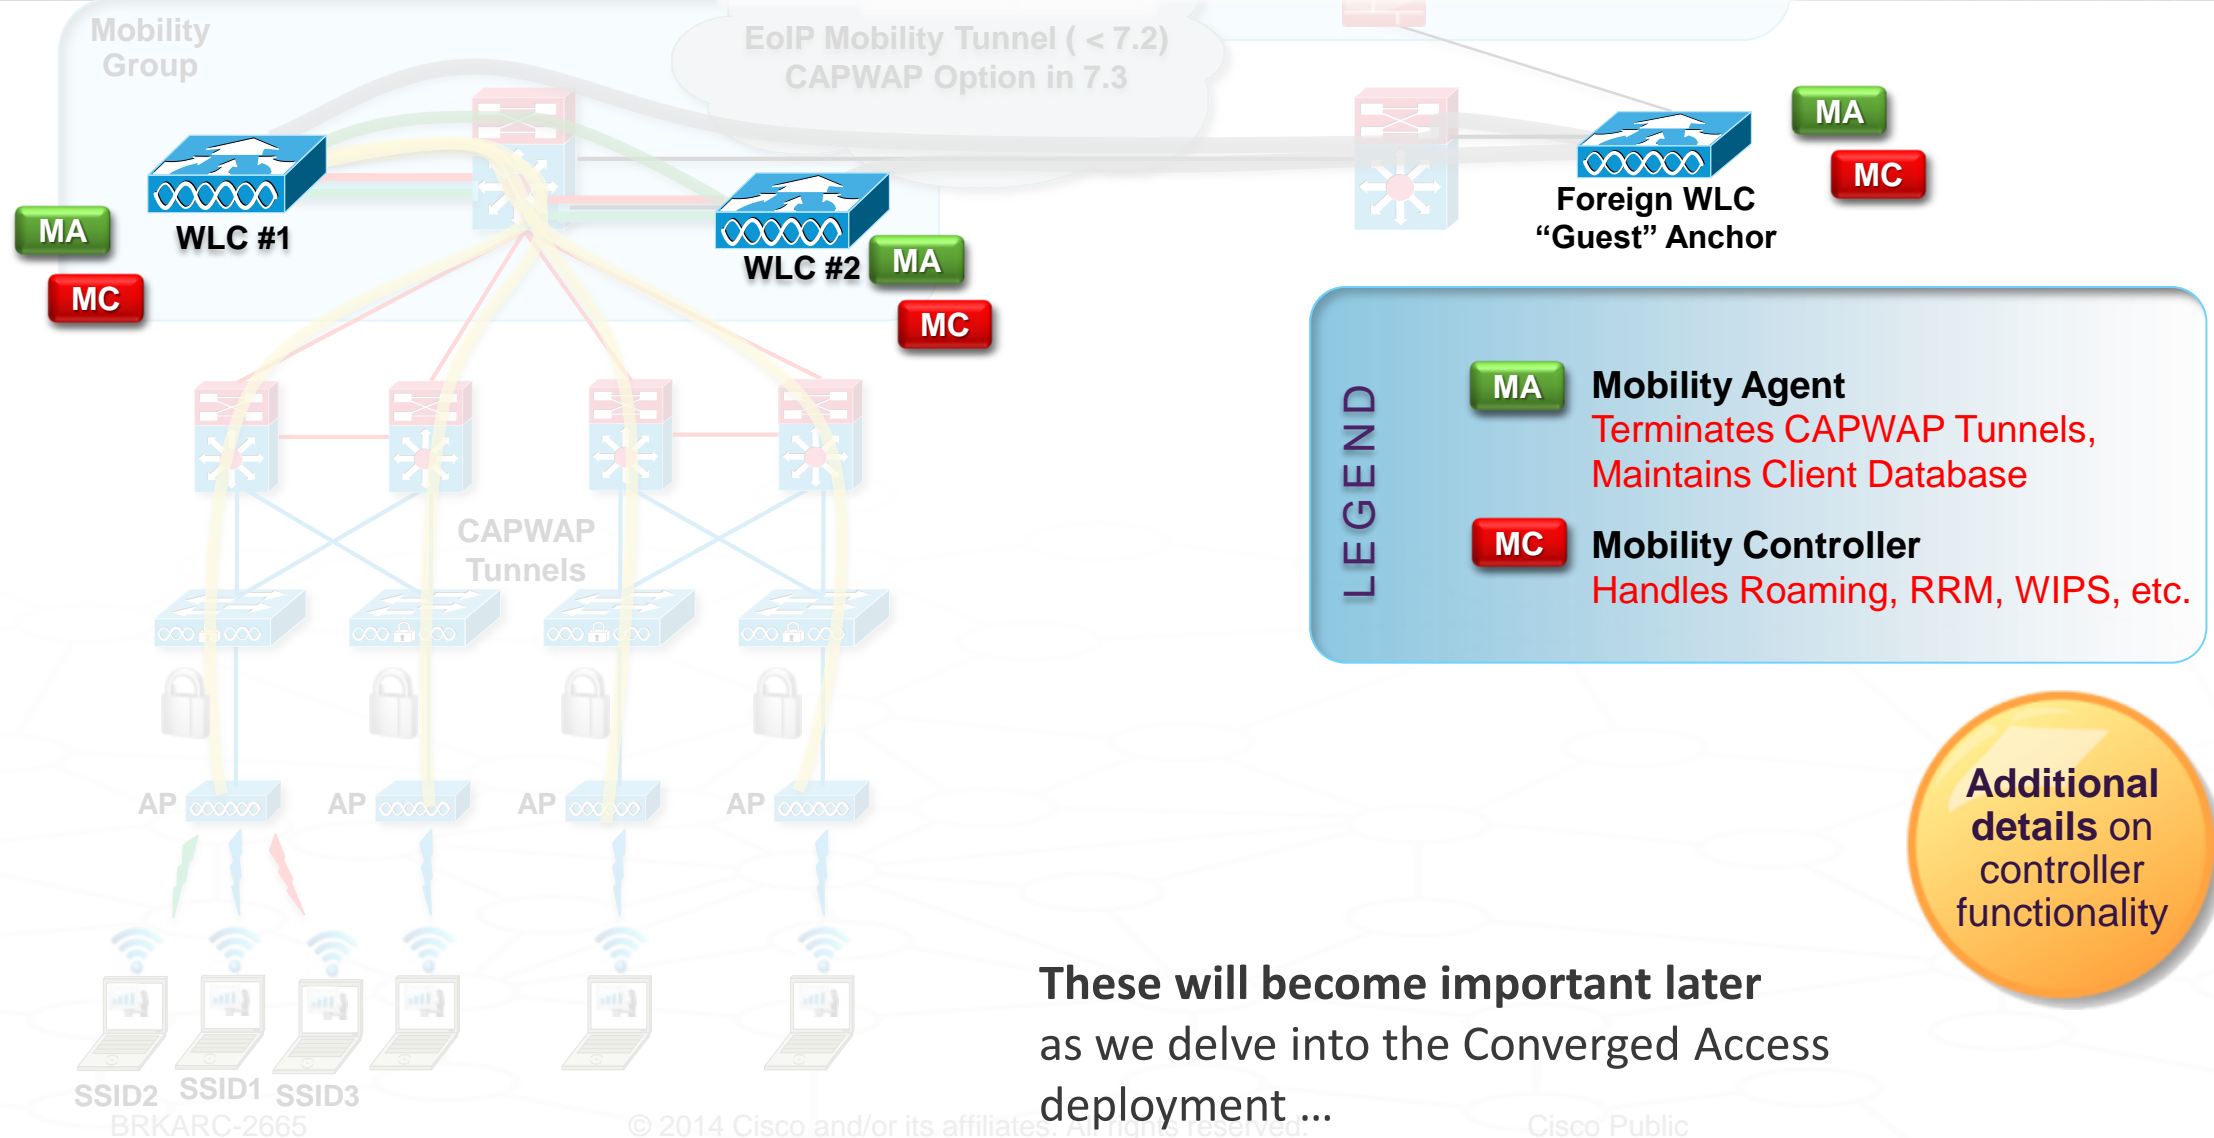 Mobility
Group
EoIP Mobility Tunnel ( < 7.2)
CAPWAP Option in 7.3
MA
MC
WLC #1
MA
MC
WLC #2
MA
MC
Foreign WLC
“Guest” Anchor
LEGEND
MA
Mobility Agent
Terminates CAPWAP Tunnels,
Maintains Client Database
MC
Mobility Controller
Handles Roaming, RRM, WIPS, etc.
CAPWAP
Tunnels
AP
AP
AP
AP
Additional
details on
controller
functionality
These will become important later
as we delve into the Converged Access
deployment ...
SSID2
SSID1
SSID3
BRKARC-2665
© 2014 Cisco and/or its affiliates. All rights reserved.
Cisco Public